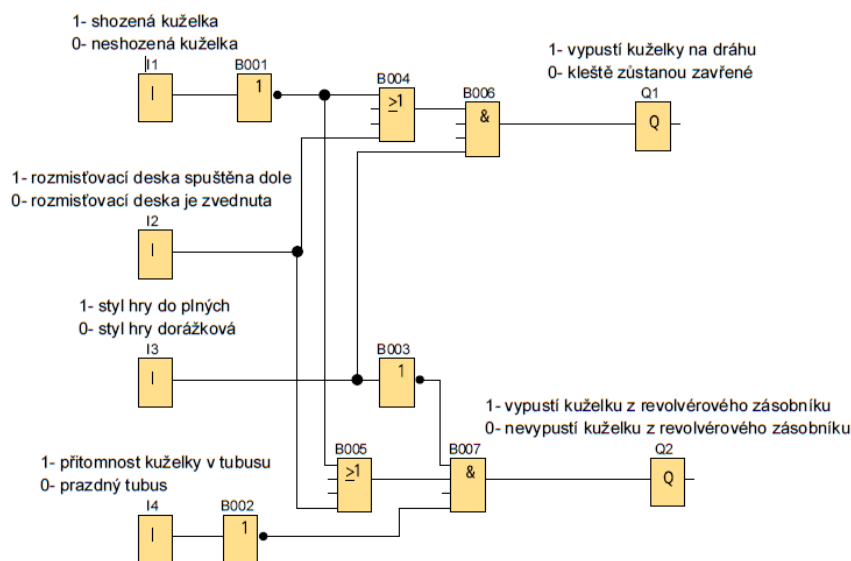 1- shozená kuželka
0- neshozená kuželka
I1
I
B001
1
B004
≥1
B006
&
1- vypustí kuželky na dráhu
0- kleště zůstanou zavřené
Q1
Q
1- rozmisťovací deska spuštěna dole
0- rozmisťovací deska je zvednuta
I2
I
1- styl hry do plných
0- styl hry dorážková
I3
I
B003
1
1- vypustí kuželku z revolvérového zásobníku
0- nevypustí kuželku z revolvérového zásobníku
B005
≥1
B007
&
Q2
Q
1- přitomnost kuželky v tubusu
0- prazdný tubus
I4
I
B002
1